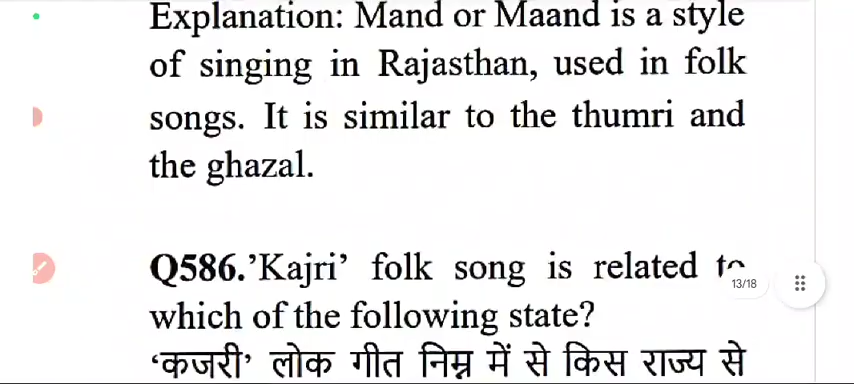 Explanation: Mand or Maand is a style
of singing in Rajasthan, used in folk
songs. It is similar to the thumri and
the ghazal.
Q586.’Kajri’ folk song is related to
13/18
which of the following state?
‘कजरी’ लोक गीत निम्न में से किस राज्य से